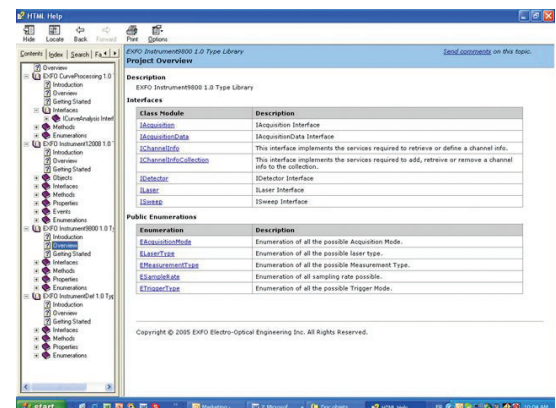 HTML Help
Hide Locate Back Forward Print Options
Contents Index Search Fa
Overview
EXFO CurveProcessing 1.0
Introduction
Overview
Getting Started
Interfaces
ICurveAnalysis Interf
Methods
Enumerations
EXFO Instrument12008 1.0
Introduction
Overview
Getting Started
Objects
Interfaces
Methods
Properties
Events
Enumerations
EXFO Instrument9800 1.0 Ty
Introduction
Overview
Getting Started
Interfaces
Methods
Properties
Enumerations
EXFO InstrumentDef 1.0 Typ
Introduction
Overview
Getting Started
Interfaces
Methods
Properties
Enumerations
EXFO Instrument9800 1.0 Type Library
Send comments on this topic.
Project Overview
Description
EXFO Instrument9800 1.0 Type Library
Interfaces
Class Module Description
IAcquisition IAcquisition Interface
IAcquisitionData IAcquisitionData Interface
IChannelInfo This interface implements the services required to retrieve or define a channel info.
IChannelInfoCollection This interface implements the services required to add, retreive or remove a channel
info to the collection.
IDetector IDetector Interface
ILaser ILaser Interface
ISweep ISweep Interface
Public Enumerations
Enumeration Description
EAcquisitionMode Enumeration of all the possible Acquisition Mode.
ELaserType Enumeration of all the possible laser type.
EMeasurementType Enumeration of all the possible Measurement Type.
ESampleRate Enumeration of all sampling rate possible.
ETriggerType Enumeration of all the possible Trigger Mode.
Copyright © 2005 EXFO Electro-Optical Engineering Inc. All Rights Reserved.
start